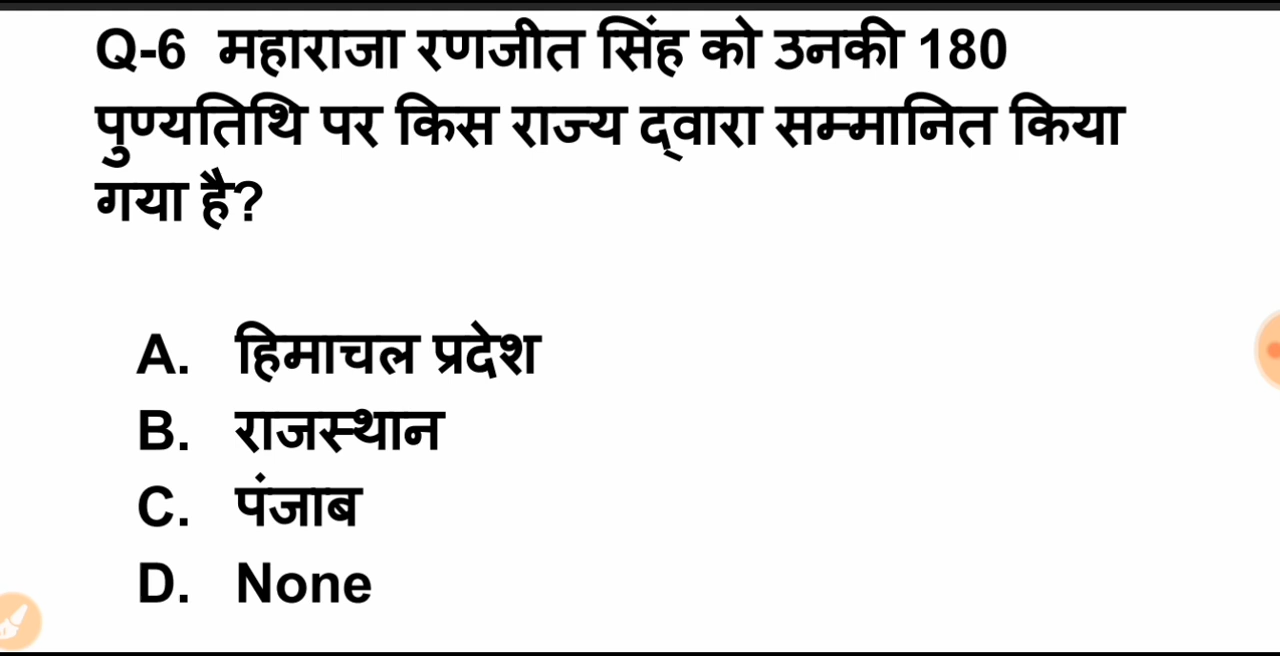 Q-6 महाराजा रणजीत सिंह को उनकी 180
पुण्यतिथि पर किस राज्य द्वारा सम्मानित किया
गया है?
A. हिमाचल प्रदेश
B. राजस्थान
C. पंजाब
D. None